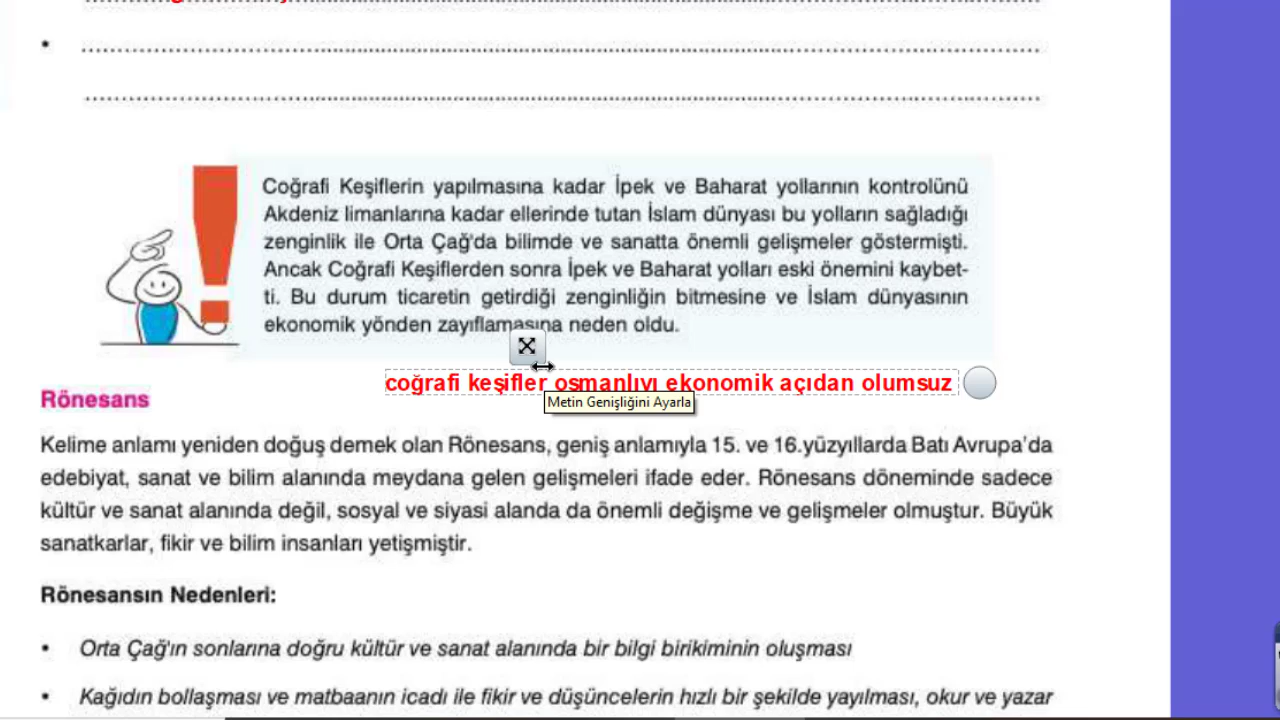 Coğrafi Keşiflerin yapılmasına kadar İpek ve Baharat yollarının kontrolünü
Akdeniz limanlarına kadar ellerinde tutan İslam dünyası bu yolların sağladığı
zenginlik ile Orta Çağ'da bilimde ve sanatta önemli gelişmeler göstermişti.
Ancak Coğrafi Keşiflerden sonra İpek ve Baharat yolları eski önemini kaybet-
ti. Bu durum ticaretin getirdiği zenginliğin bitmesine ve İslam dünyasının
ekonomik yönden zayıflamasına neden oldu.
coğrafi keşifler osmanlıyı ekonomik açıdan olumsuz
Metin Genişliğini Ayarla
Rönesans
Kelime anlamı yeniden doğuş demek olan Rönesans, geniş anlamıyla 15. ve 16.yüzyıllarda Batı Avrupa'da
edebiyat, sanat ve bilim alanında meydana gelen gelişmeleri ifade eder. Rönesans döneminde sadece
kültür ve sanat alanında değil, sosyal ve siyasi alanda da önemli değişme ve gelişmeler olmuştur. Büyük
sanatkarlar, fikir ve bilim insanları yetişmiştir.
Rönesansın Nedenleri:
• Orta Çağ'ın sonlarına doğru kültür ve sanat alanında bir bilgi birikiminin oluşması
• Kağıdın bollaşması ve matbaanın icadı ile fikir ve düşüncelerin hızlı bir şekilde yayılması, okur ve yazar